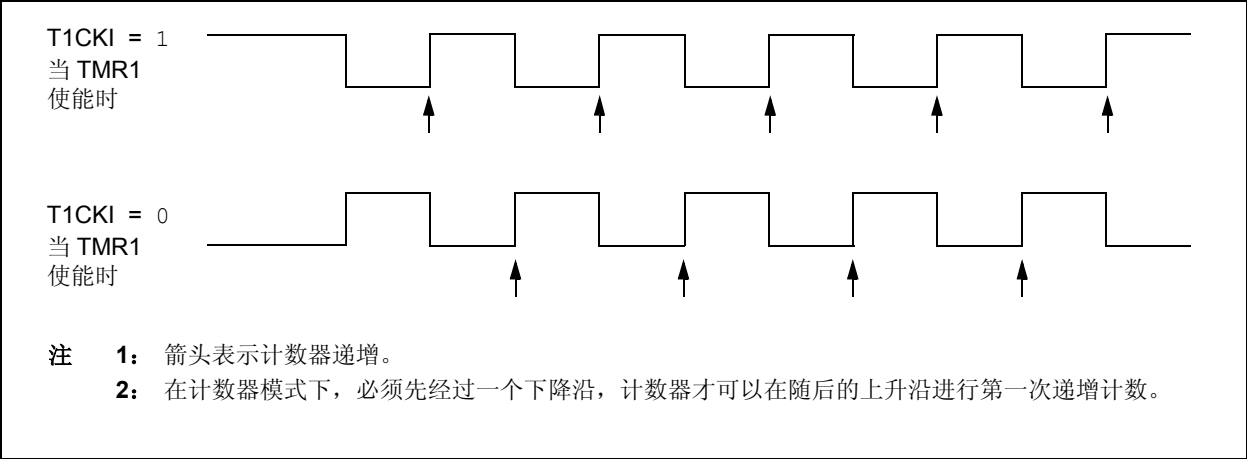 T1CKI = 1
当 TMR1
使能时
T1CKI = 0
当 TMR1
使能时
注 1： 箭头表示计数器递增。
2： 在计数器模式下，必须先经过一个下降沿，计数器才可以在随后的上升沿进行第一次递增计数。